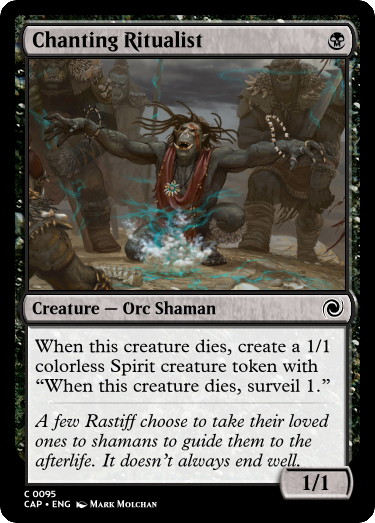 Chanting Ritualist
Creature — Orc Shaman
When this creature dies, create a 1/1
colorless Spirit creature token with
“When this creature dies, surveil 1.”
A few Rastiff choose to take their loved
ones to shamans to guide them to the
afterlife. It doesn't always end well.
1/1
C 0095
CAP • ENG Mark Molchan